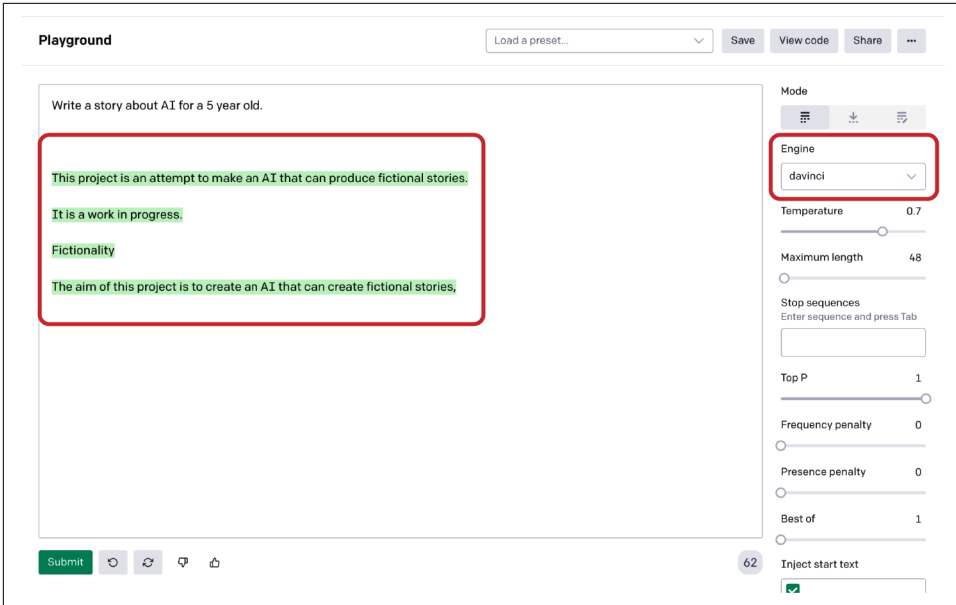 Playground
Load a preset...
Save
View code
Share
...
Write a story about AI for a 5 year old.
This project is an attempt to make an AI that can produce fictional stories.
It is a work in progress.
Fictionality
The aim of this project is to create an AI that can create fictional stories,
Mode
Engine
davinci
Temperature 0.7
Maximum length 48
Stop sequences
Enter sequence and press Tab
Top P 1
Frequency penalty 0
Presence penalty 0
Best of 1
Inject start text
Submit
62